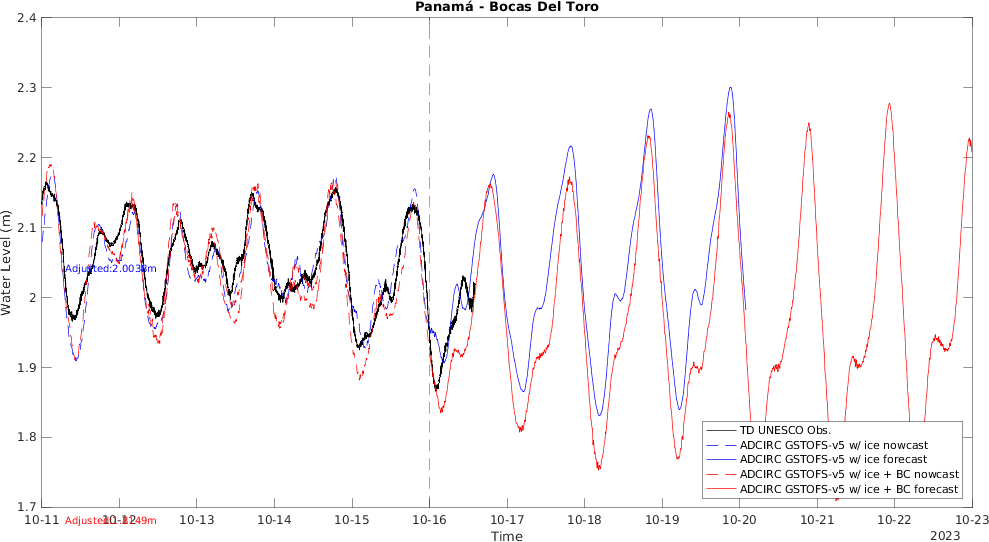 Panamá - Bocas Del Toro
2.4
2.3
2.2
2.1
2
1.9
1.8
1.7
Water Level (m)
Adjusted:2.0038m
TD UNESCO Obs.
ADCIRC GSTOFS-v5 w/ ice nowcast
ADCIRC GSTOFS-v5 w/ ice forecast
ADCIRC GSTOFS-v5 w/ ice + BC nowcast
ADCIRC GSTOFS-v5 w/ ice + BC forecast
10-11 10-12 10-13 10-14 10-15 10-16 10-17 10-18 10-19 10-20 10-21 10-22 10-23
Time
2023